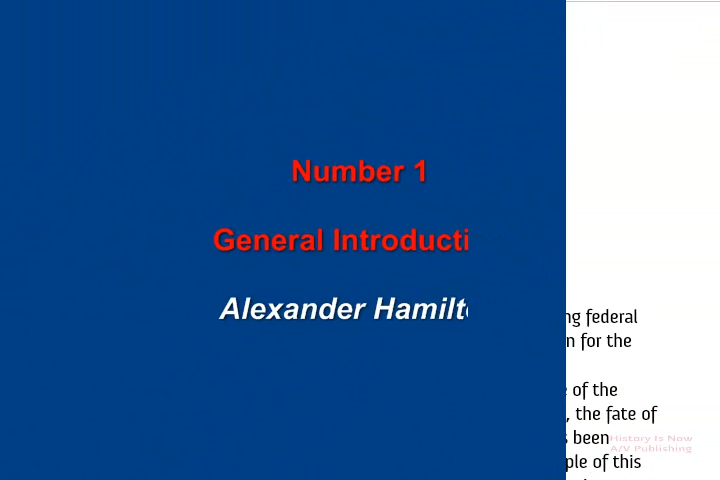 Number 1
General Introducti
Alexander Hamilt
ng federal
n for the
of the
, the fate of
been
ple of this
History Is Now
A/V Publishing